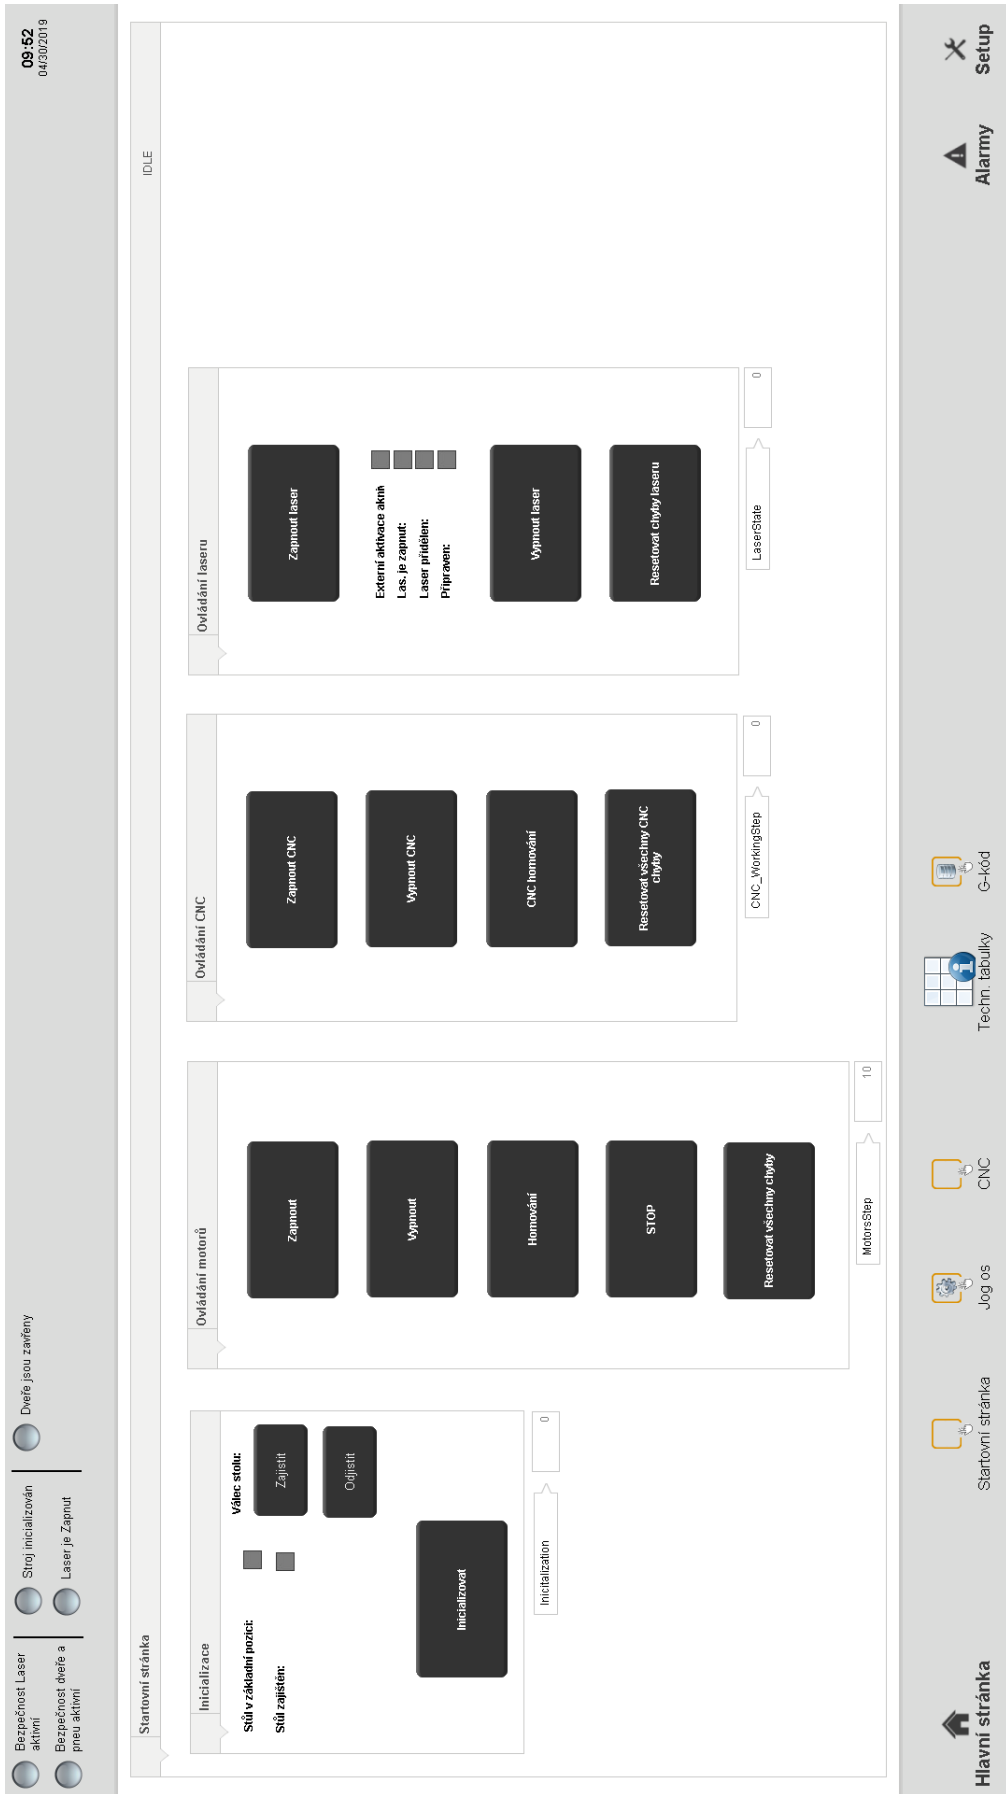 Bezpečnost Laser
aktivní
Bezpečnost dveře a
pneu aktivní
Stroj inicializován
Laser je Zapnut
Dveře jsou zavřeny
09:52
04/30/2019
Startovní stránka
IDLE
Inicializace
Stůl v základní pozici:
Stůl zajištěn:
Válec stolu:
Zajistit
Odjistit
Inicializovat
Inicitalization
0
Ovládání motorů
Zapnout
Vypnout
Homování
STOP
Resetovat všechny chyby
MotorsStep
10
Ovládání CNC
Zapnout CNC
Vypnout CNC
CNC homování
Resetovat všechny CNC
chyby
CNC_WorkingStep
0
Ovládání laseru
Zapnout laser
Externí aktivace akniv
Las. je zapnut:
Laser přidělen:
Připraven:
Vypnout laser
Resetovat chyby laseru
LaserState
0
Hlavní stránka
Startovní stránka
Jog os
CNC
Techn. tabulky
G-kód
Alarmy
Setup